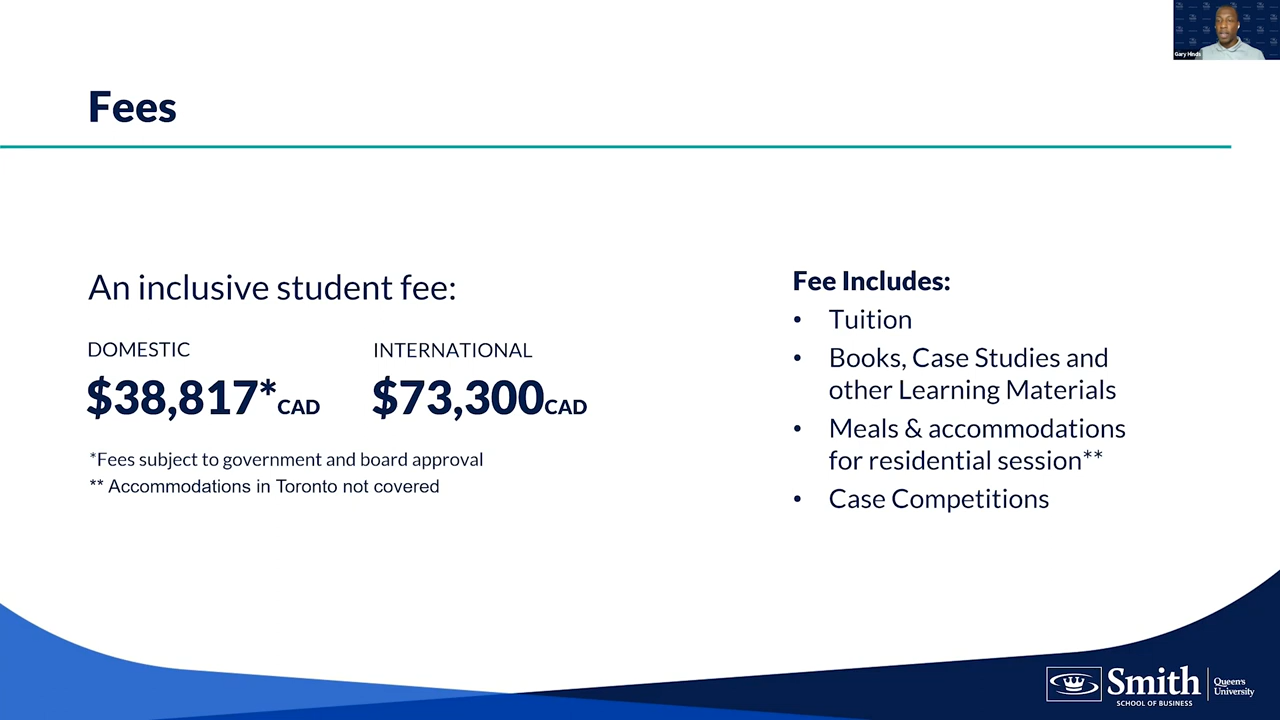 Gary Hinds
Fees
An inclusive student fee:
DOMESTIC
$38,817*CAD
INTERNATIONAL
$73,300CAD
*Fees subject to government and board approval
** Accommodations in Toronto not covered
Fee Includes:
• Tuition
• Books, Case Studies and
other Learning Materials
• Meals & accommodations
for residential session**
• Case Competitions
Smith
SCHOOL OF BUSINESS
Queen's
University